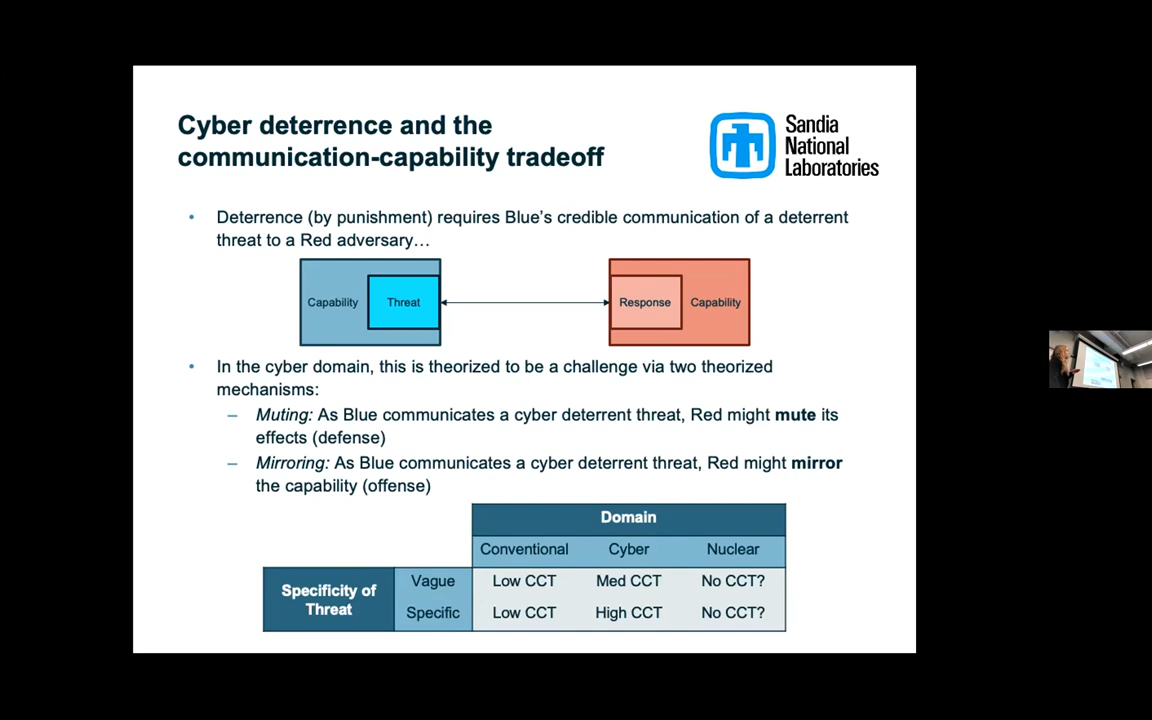 Cyber deterrence and the
communication-capability tradeoff
Sandia
National
Laboratories
• Deterrence (by punishment) requires Blue's credible communication of a deterrent
threat to a Red adversary…
Capability Threat Response Capability
• In the cyber domain, this is theorized to be a challenge via two theorized
mechanisms:
– Muting: As Blue communicates a cyber deterrent threat, Red might mute its
effects (defense)
– Mirroring: As Blue communicates a cyber deterrent threat, Red might mirror
the capability (offense)
Domain
Conventional Cyber Nuclear
Specificity of
Threat
Vague Low CCT Med CCT No CCT?
Specific Low CCT High CCT No CCT?